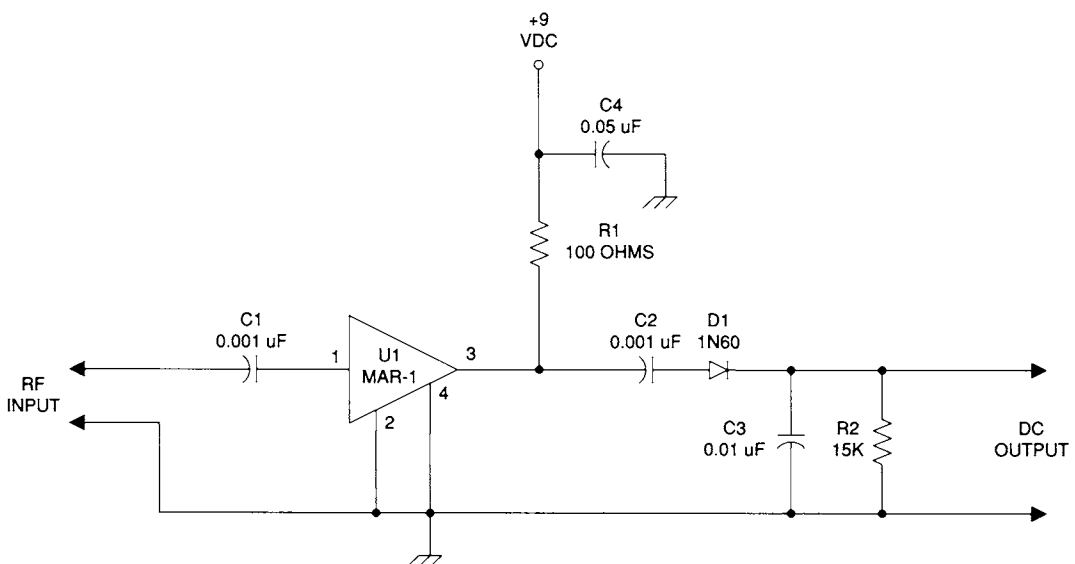 +9
VDC
C4
0.05 uF
R1
100 OHMS
C1
0.001 uF
C2
0.001 uF
D1
1N60
1
U1
MAR-1
3
4
2
RF
INPUT
C3
0.01 uF
R2
15K
DC
OUTPUT